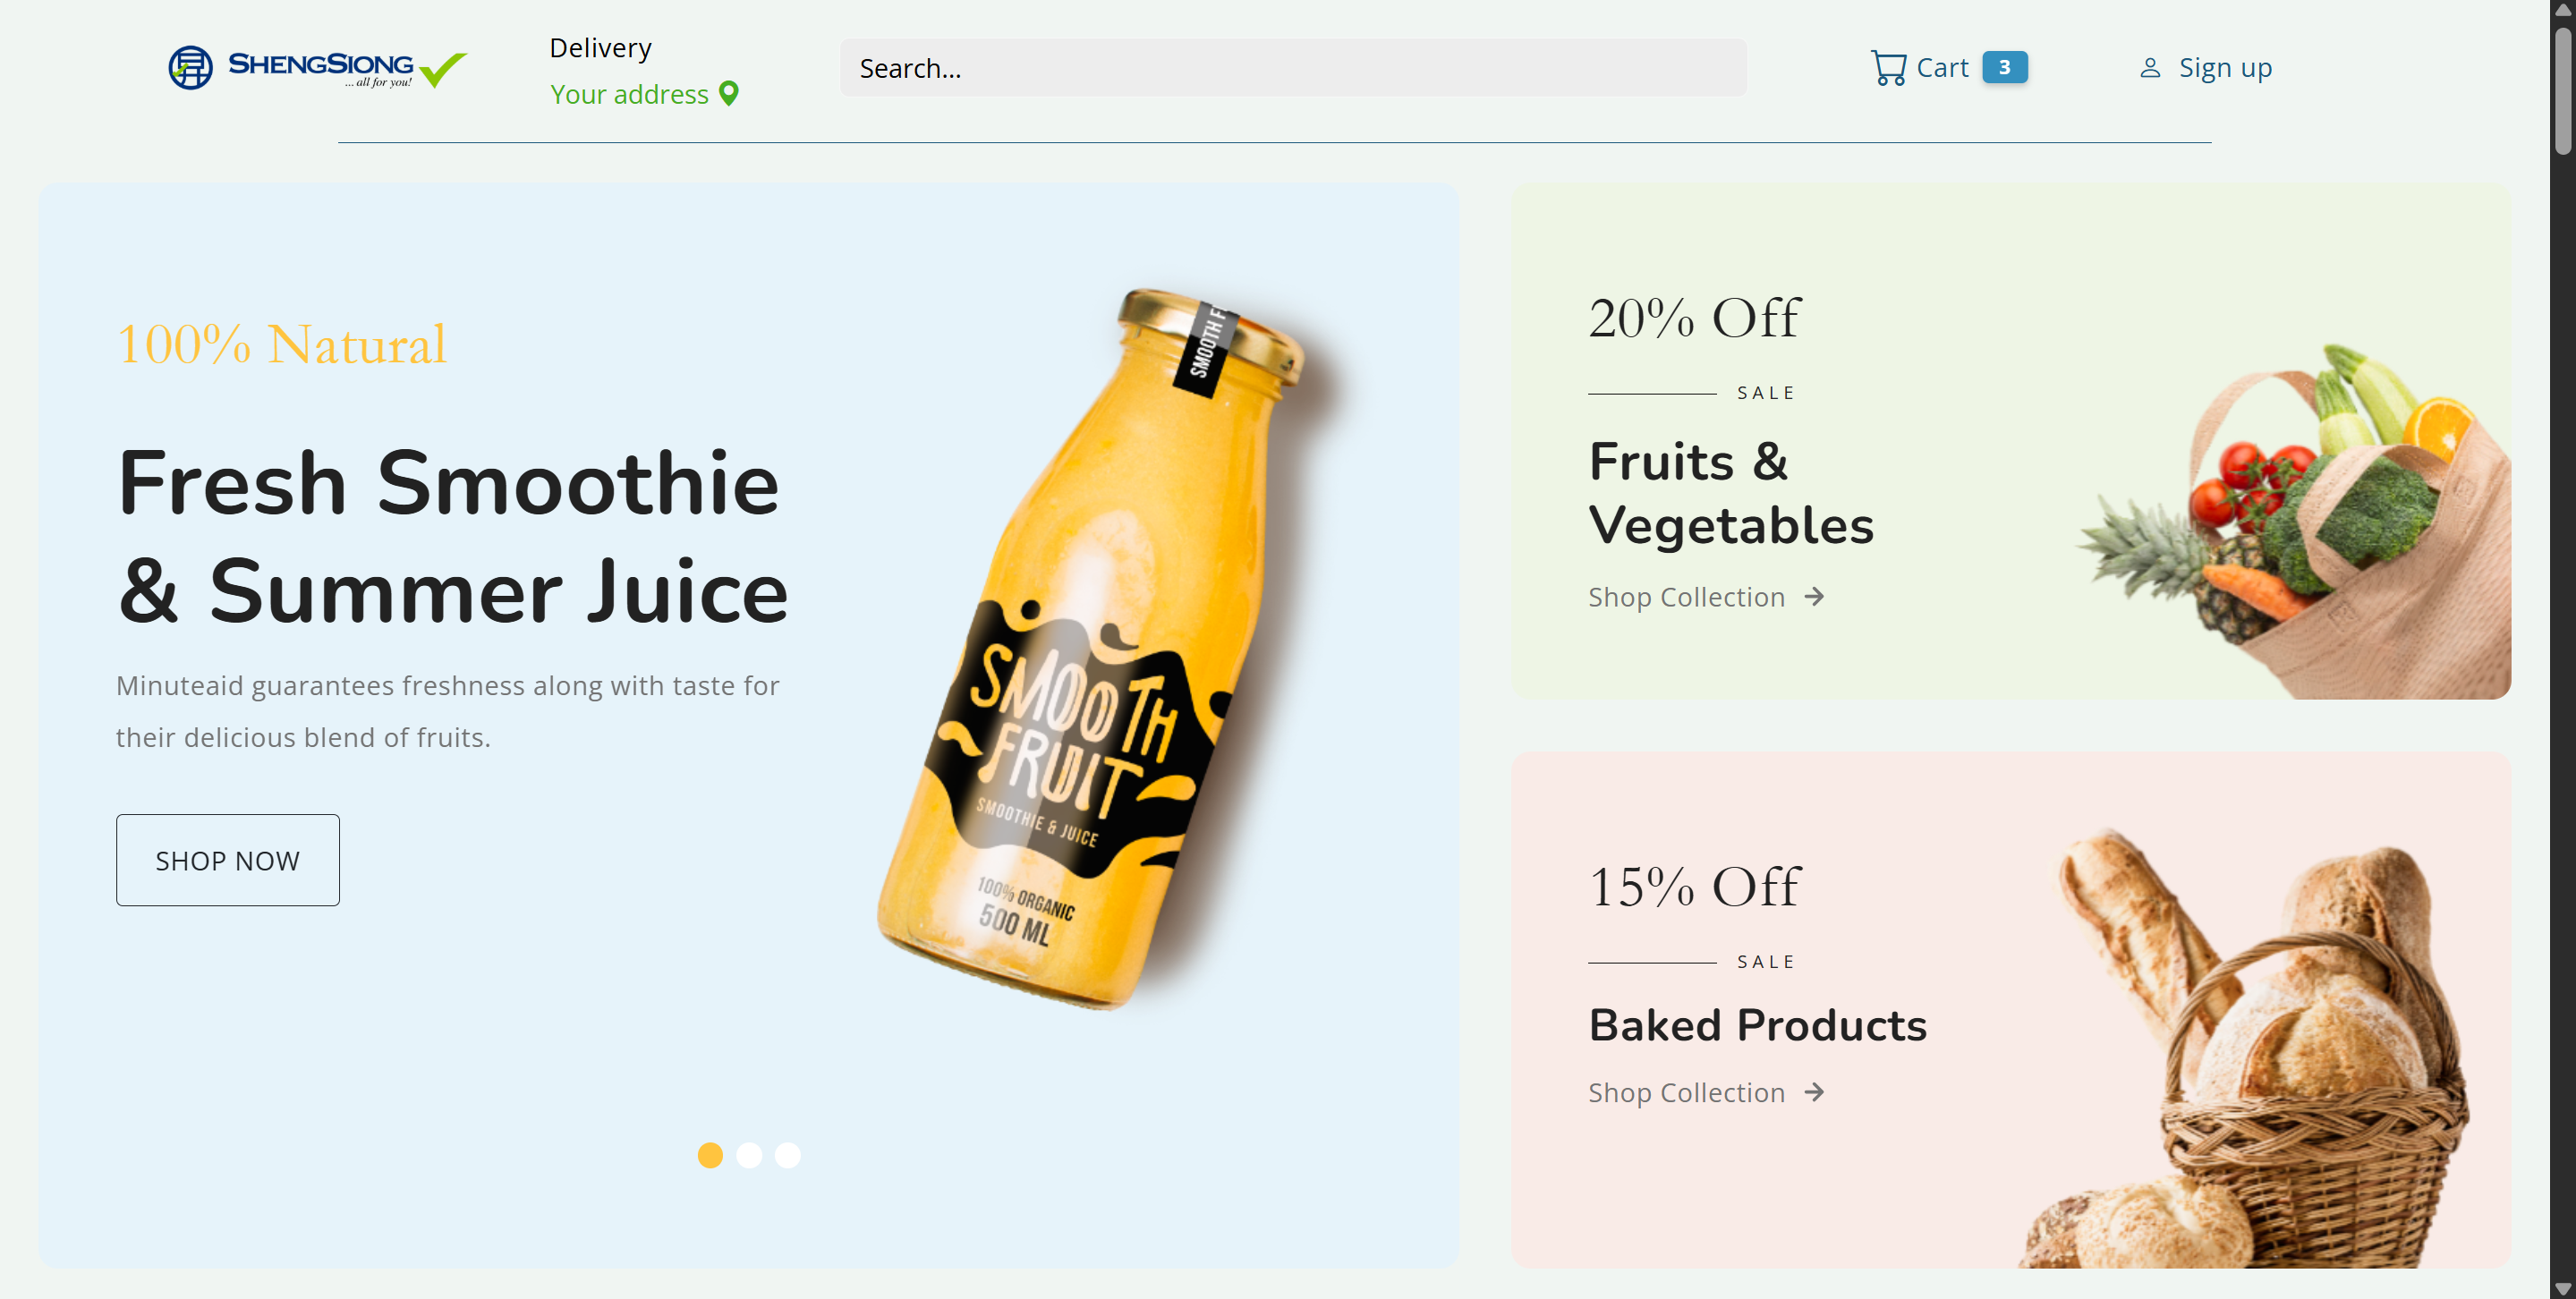 SHENGSIONG
...all for you!
Delivery
Your address
Search...
Cart 3
Sign up
100% Natural
Fresh Smoothie
& Summer Juice
Minuteaid guarantees freshness along with taste for
their delicious blend of fruits.
SHOP NOW
SMOOTH F
SMOOTH
FRUIT
SMOOTHIE & JUICE
100% ORGANIC
500 ML
20% Off
SALE
Fruits &
Vegetables
Shop Collection
15% Off
SALE
Baked Products
Shop Collection